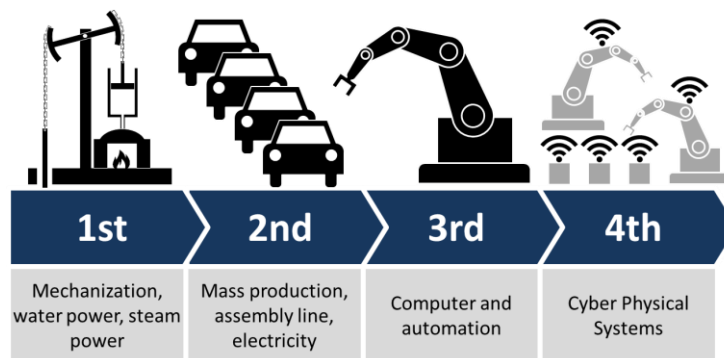 1st
2nd
3rd
4th
Mechanization,
water power, steam
power
Mass production,
assembly line,
electricity
Computer and
automation
Cyber Physical
Systems